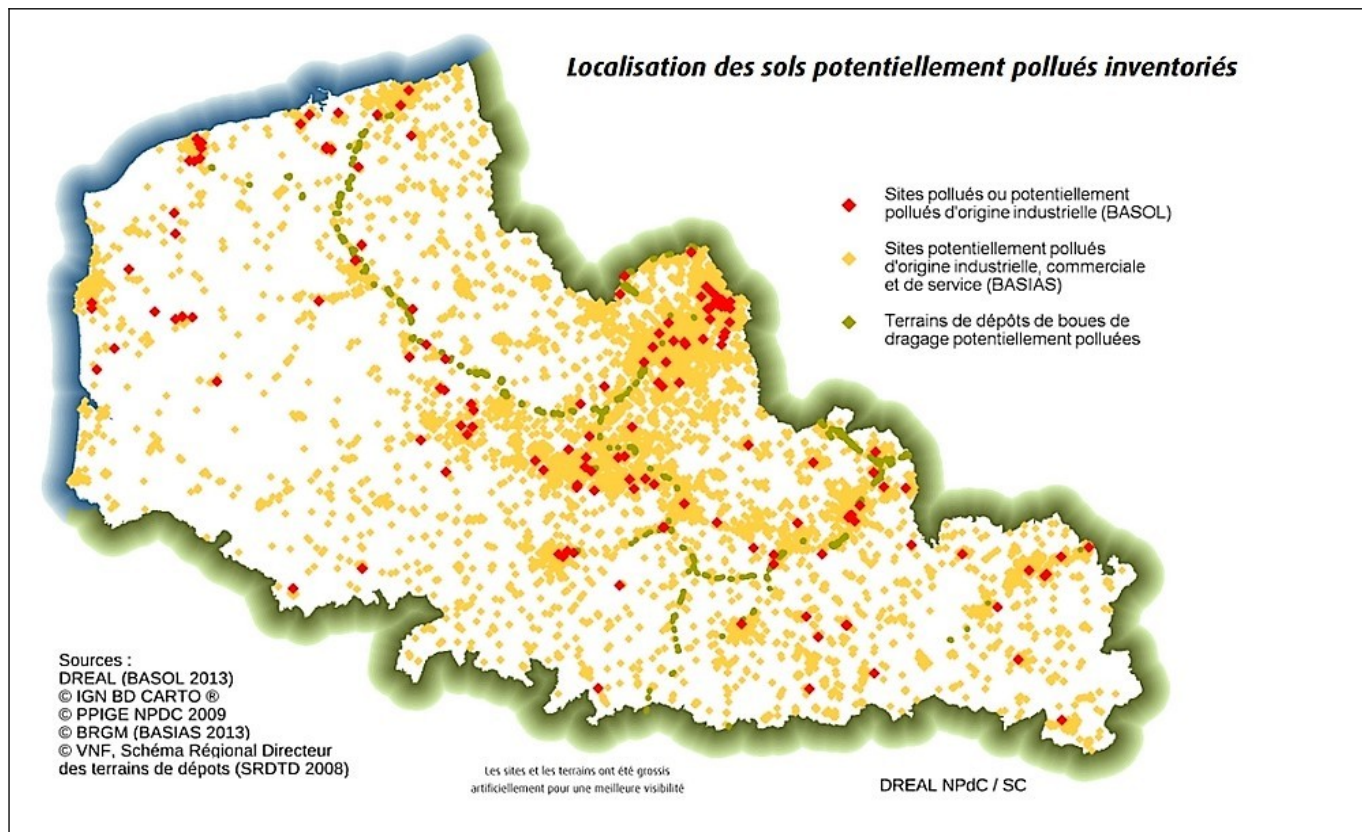 Localisation des sols potentiellement pollués inventoriés
Sites pollués ou potentiellement
pollués d'origine industrielle (BASOL)
Sites potentiellement pollués
d'origine industrielle, commerciale
et de service (BASIAS)
Terrains de dépôts de boues de
dragage potentiellement polluées
Sources :
DREAL (BASOL 2013)
© IGN BD CARTO ®
© PPIGE NPDC 2009
© BRGM (BASIAS 2013)
© VNF, Schéma Régional Directeur
des terrains de dépots (SRDTD 2008)
Les sites et les terrains ont été grossis
artificiellement pour une meilleure visibilité
DREAL NPdC / SC